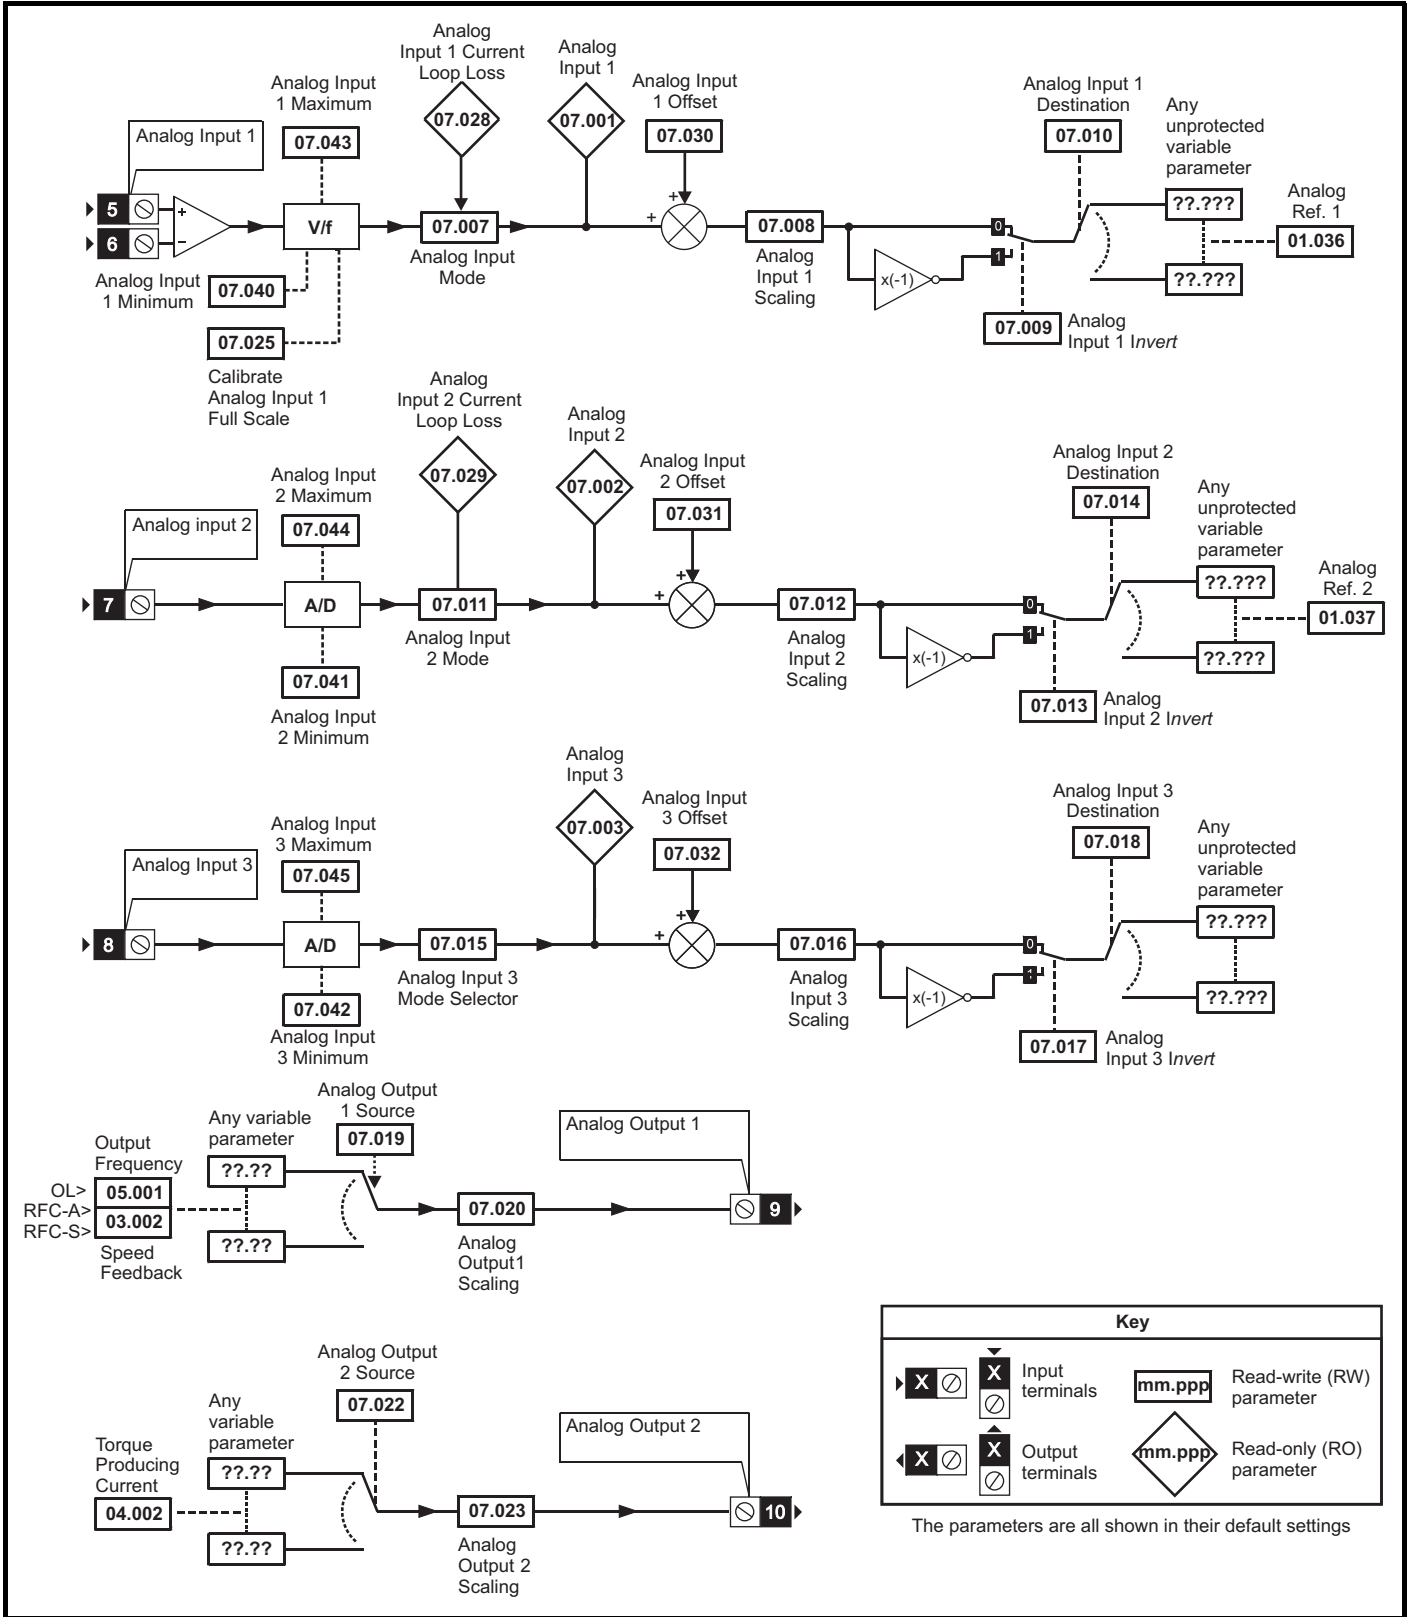 Analog
Input 1 Current
Loop Loss
Analog
Input 1
Analog Input
1 Maximum
Analog Input
1 Offset
Analog Input 1
Destination
Any
unprotected
variable
parameter
Analog Input 1
07.043
07.028
07.001
07.030
07.010
Analog
Ref. 1
5
+
6
−
V/f
07.007
+
+
07.008
0
1
??.???
01.036
??.???
Analog Input
Mode
Analog
Input 1
Scaling
x(-1)
Analog Input
1 Minimum
07.040
07.025
07.009
Analog
Input 1 Invert
Calibrate
Analog Input 1
Full Scale
Analog
Input 2 Current
Loop Loss
Analog
Input 2
Analog Input
2 Maximum
Analog Input
2 Offset
Analog Input 2
Destination
Any
unprotected
variable
parameter
Analog input 2
07.044
07.029
07.002
07.031
07.014
Analog
Ref. 2
7
A/D
07.011
+
+
07.012
0
1
??.???
01.037
??.???
Analog Input
2 Mode
Analog
Input 2
Scaling
x(-1)
07.041
Analog Input
2 Minimum
07.013
Analog
Input 2 Invert
Analog
Input 3
Analog Input
3 Maximum
Analog Input
3 Offset
Analog Input 3
Destination
Any
unprotected
variable
parameter
Analog Input 3
07.045
07.003
07.032
07.018
8
A/D
07.015
+
+
07.016
0
1
??.???
??.???
Analog Input 3
Mode Selector
Analog
Input 3
Scaling
x(-1)
07.042
Analog Input
3 Minimum
07.017
Analog
Input 3 Invert
Analog Output
1 Source
Any variable
parameter
07.019
Analog Output 1
Output
Frequency
??.??
OL>
05.001
RFC-A>
03.002
RFC-S>
??.??
Speed
Feedback
07.020
Analog
Output1
Scaling
9
Analog Output
2 Source
Any
variable
parameter
07.022
Analog Output 2
Torque
Producing
Current
??.??
04.002
??.??
07.023
Analog
Output 2
Scaling
10
Key
X
X
Input
terminals
mm.ppp
Read-write (RW)
parameter
X
X
Output
terminals
mm.ppp
Read-only (RO)
parameter
The parameters are all shown in their default settings